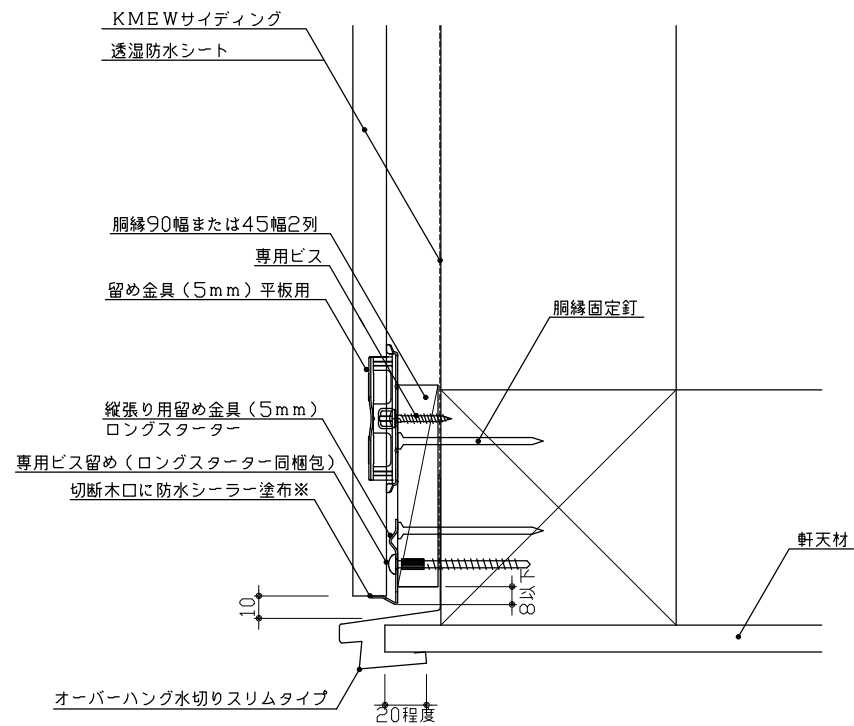 KMEWサイディング
透湿防水シート
胴縁90幅または45幅2列
専用ビス
留め金具（5mm）平板用
胴縁固定釘
縦張り用留め金具（5mm）
ロングスターター
専用ビス留め（ロングスターター同梱包）
切断木口に防水シーラー塗布※
軒天材
10
8以下
オーバーハング水切りスリムタイプ
20程度